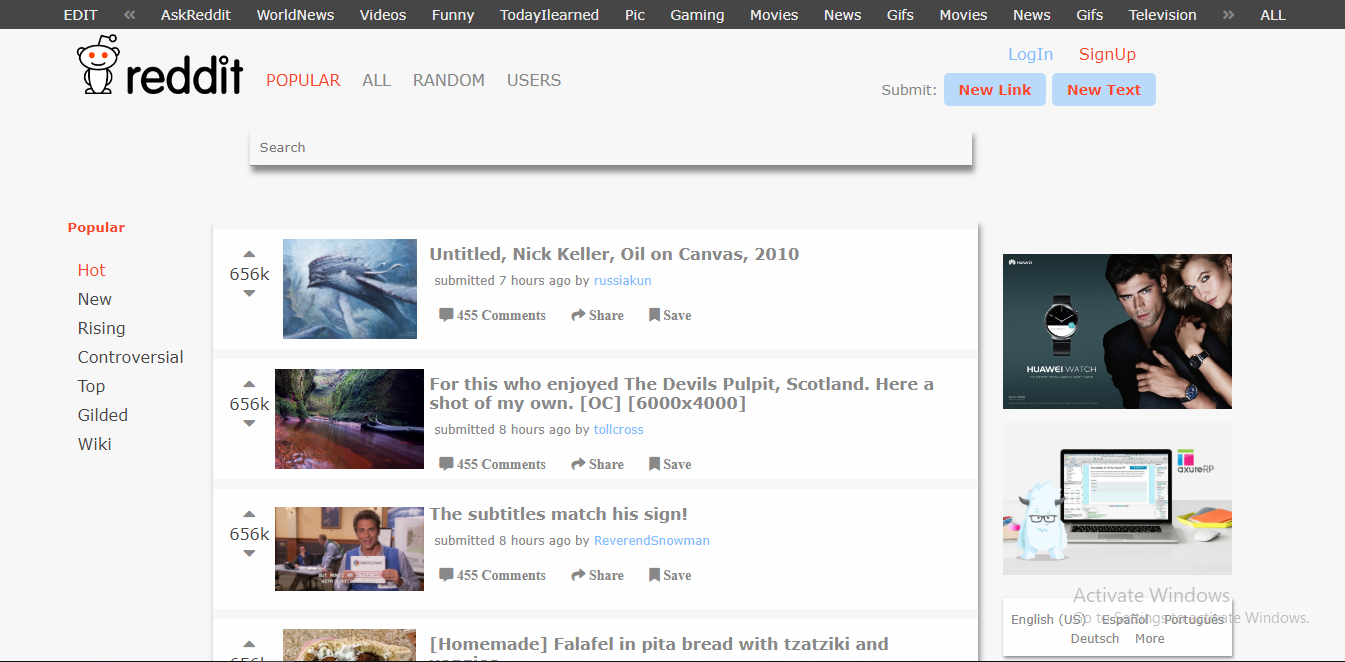 EDIT « AskReddit WorldNews Videos Funny TodayIlearned Pic Gaming Movies News Gifs Movies News Gifs Television » ALL
reddit POPULAR ALL RANDOM USERS
LogIn SignUp
Submit: New Link New Text
Search
Popular
Hot
New
Rising
Controversial
Top
Gilded
Wiki
656k
Untitled, Nick Keller, Oil on Canvas, 2010
submitted 7 hours ago by russiakun
455 Comments Share Save
656k
For this who enjoyed The Devils Pulpit, Scotland. Here a
shot of my own. [OC] [6000x4000]
submitted 8 hours ago by tollcross
455 Comments Share Save
656k
The subtitles match his sign!
submitted 8 hours ago by ReverendSnowman
455 Comments Share Save
[Homemade] Falafel in pita bread with tzatziki and
HUAWEI
HUAWEI WATCH
axureRP
Activate Windows
Go to Settings to activate Windows.
English (US) Español Português
Deutsch More